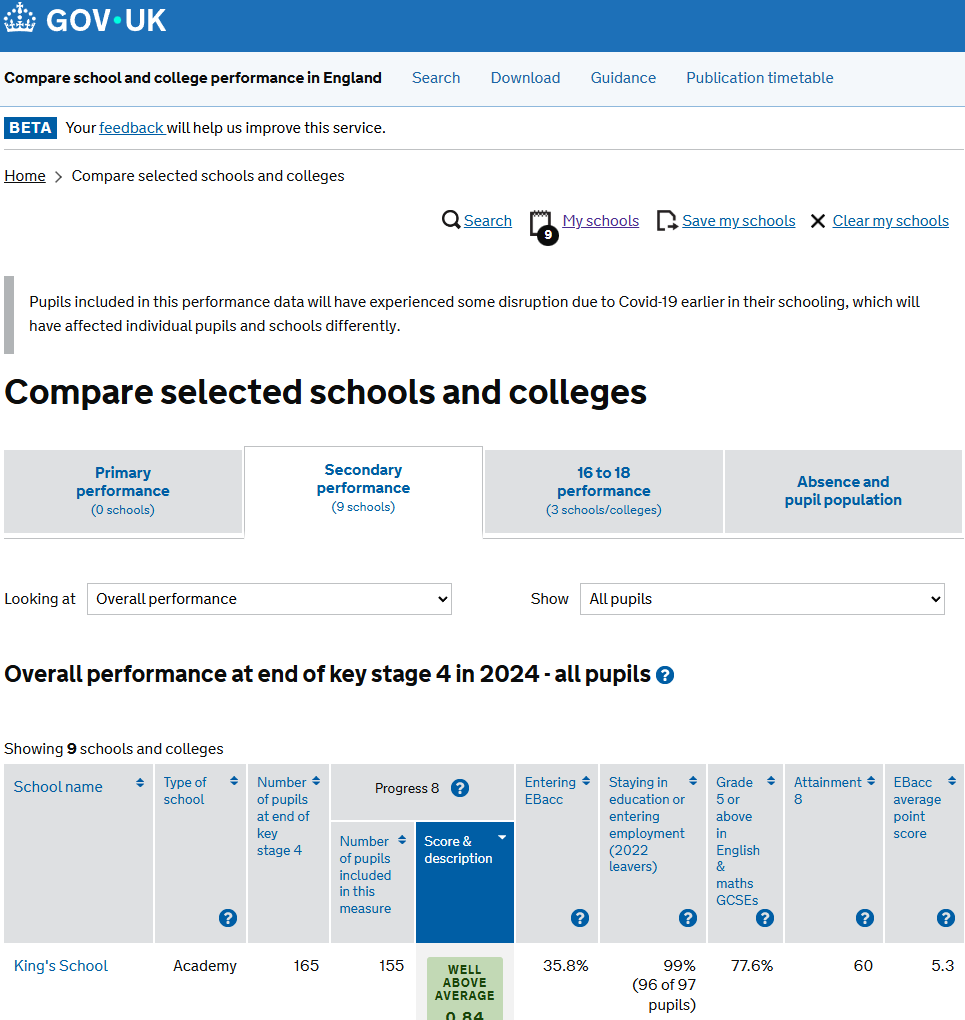 GOV·UK
Compare school and college performance in England Search Download Guidance Publication timetable
BETA Your feedback will help us improve this service.
Home > Compare selected schools and colleges
Search 9 My schools Save my schools Clear my schools
Pupils included in this performance data will have experienced some disruption due to Covid-19 earlier in their schooling, which will
have affected individual pupils and schools differently.
Compare selected schools and colleges
Primary
performance
(0 schools)
Secondary
performance
(9 schools)
16 to 18
performance
(3 schools/colleges)
Absence and
pupil population
Looking at Overall performance Show All pupils
Overall performance at end of key stage 4 in 2024 - all pupils ?
Showing 9 schools and colleges
School name
Type of
school
?
Number
of pupils
at end of
key
stage 4
Progress 8 ?
Number
of pupils
included
in this
measure
Score &
description
Entering
EBacc
?
Staying in
education or
entering
employment
(2022
leavers)
?
Grade
5 or
above
in
English
&
maths
GCSEs
?
Attainment
8
?
EBacc
average
point
score
?
King's School Academy 165 155
WELL
ABOVE
AVERAGE
0.84
35.8%
99%
(96 of 97
pupils)
77.6% 60 5.3